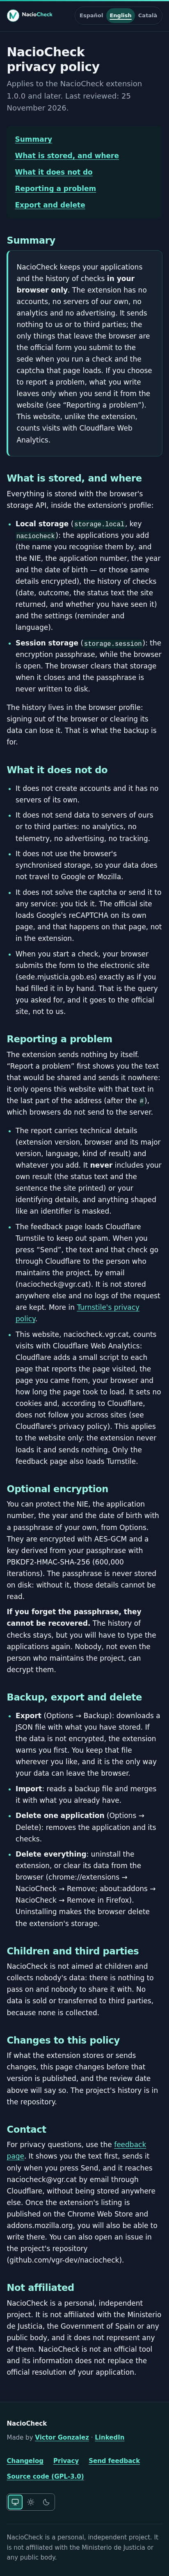 NacioCheck
Español English Català
NacioCheck
privacy policy
Applies to the NacioCheck extension
1.0.0 and later. Last reviewed: 25
November 2026.
Summary
What is stored, and where
What it does not do
Reporting a problem
Export and delete
Summary
NacioCheck keeps your applications
and the history of checks in your
browser only. The extension has no
accounts, no servers of our own, no
analytics and no advertising. It sends
nothing to us or to third parties; the
only things that leave the browser are
the official form you submit to the
sede when you run a check and the
captcha that page loads. If you choose
to report a problem, what you write
leaves only when you send it from the
website (see “Reporting a problem”).
This website, unlike the extension,
counts visits with Cloudflare Web
Analytics.
What is stored, and where
Everything is stored with the browser's
storage API, inside the extension's profile:
• Local storage (storage.local, key
naciocheck): the applications you add
(the name you recognise them by, and
the NIE, the application number, the year
and the date of birth — or those same
details encrypted), the history of checks
(date, outcome, the status text the site
returned, and whether you have seen it)
and the settings (reminder and
language).
• Session storage (storage.session): the
encryption passphrase, while the browser
is open. The browser clears that storage
when it closes and the passphrase is
never written to disk.
The history lives in the browser profile:
signing out of the browser or clearing its
data can lose it. That is what the backup is
for.
What it does not do
• It does not create accounts and it has no
servers of its own.
• It does not send data to servers of ours
or to third parties: no analytics, no
telemetry, no advertising, no tracking.
• It does not use the browser's
synchronised storage, so your data does
not travel to Google or Mozilla.
• It does not solve the captcha or send it to
any service: you tick it. The official site
loads Google's reCAPTCHA on its own
page, and that happens on that page, not
in the extension.
• When you start a check, your browser
submits the form to the electronic site
(sede.mjusticia.gob.es) exactly as if you
had filled it in by hand. That is the query
you asked for, and it goes to the official
site, not to us.
Reporting a problem
The extension sends nothing by itself.
“Report a problem” first shows you the text
that would be shared and sends it nowhere:
it only opens this website with that text in
the last part of the address (after the #),
which browsers do not send to the server.
• The report carries technical details
(extension version, browser and its major
version, language, kind of result) and
whatever you add. It never includes your
own result (the status text and the
sentence the site printed) or your
identifying details, and anything shaped
like an identifier is masked.
• The feedback page loads Cloudflare
Turnstile to keep out spam. When you
press “Send”, the text and that check go
through Cloudflare to the person who
maintains the project, by email
(naciocheck@vgr.cat). It is not stored
anywhere else and no logs of the request
are kept. More in Turnstile's privacy
policy.
• This website, naciocheck.vgr.cat, counts
visits with Cloudflare Web Analytics:
Cloudflare adds a small script to each
page that reports the page visited, the
page you came from, your browser and
how long the page took to load. It sets no
cookies and, according to Cloudflare,
does not follow you across sites (see
Cloudflare's privacy policy). This applies
to the website only: the extension never
loads it and sends nothing. Only the
feedback page also loads Turnstile.
Optional encryption
You can protect the NIE, the application
number, the year and the date of birth with
a passphrase of your own, from Options.
They are encrypted with AES-GCM and a
key derived from your passphrase with
PBKDF2-HMAC-SHA-256 (600,000
iterations). The passphrase is never stored
on disk: without it, those details cannot be
read.
If you forget the passphrase, they
cannot be recovered. The history of
checks stays, but you will have to type the
applications again. Nobody, not even the
person who maintains the project, can
decrypt them.
Backup, export and delete
• Export (Options → Backup): downloads a
JSON file with what you have stored. If
the data is not encrypted, the extension
warns you first. You keep that file
wherever you like, and it is the only way
your data can leave the browser.
• Import: reads a backup file and merges
it with what you already have.
• Delete one application (Options →
Delete): removes the application and its
checks.
• Delete everything: uninstall the
extension, or clear its data from the
browser (chrome://extensions →
NacioCheck → Remove; about:addons →
NacioCheck → Remove in Firefox).
Uninstalling makes the browser delete
the extension's storage.
Children and third parties
NacioCheck is not aimed at children and
collects nobody's data: there is nothing to
pass on and nobody to share it with. No
data is sold or transferred to third parties,
because none is collected.
Changes to this policy
If what the extension stores or sends
changes, this page changes before that
version is published, and the review date
above will say so. The project's history is in
the repository.
Contact
For privacy questions, use the feedback
page. It shows you the text first, sends it
only when you press Send, and it reaches
naciocheck@vgr.cat by email through
Cloudflare, without being stored anywhere
else. Once the extension's listing is
published on the Chrome Web Store and
addons.mozilla.org, you will also be able to
write there. You can also open an issue in
the project's repository
(github.com/vgr-dev/naciocheck).
Not affiliated
NacioCheck is a personal, independent
project. It is not affiliated with the Ministerio
de Justicia, the Government of Spain or any
public body, and it does not represent any
of them. NacioCheck is not an official tool
and its information does not replace the
official resolution of your application.
NacioCheck
Made by Victor Gonzalez · LinkedIn
Changelog Privacy Send feedback
Source code (GPL-3.0)
NacioCheck is a personal, independent project. It
is not affiliated with the Ministerio de Justicia or
any public body.